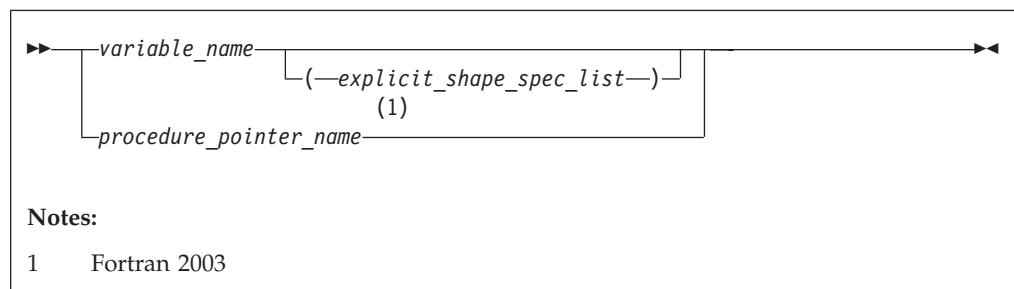 variable_name
(explicit_shape_spec_list)
(1)
procedure_pointer_name
Notes:
1 Fortran 2003